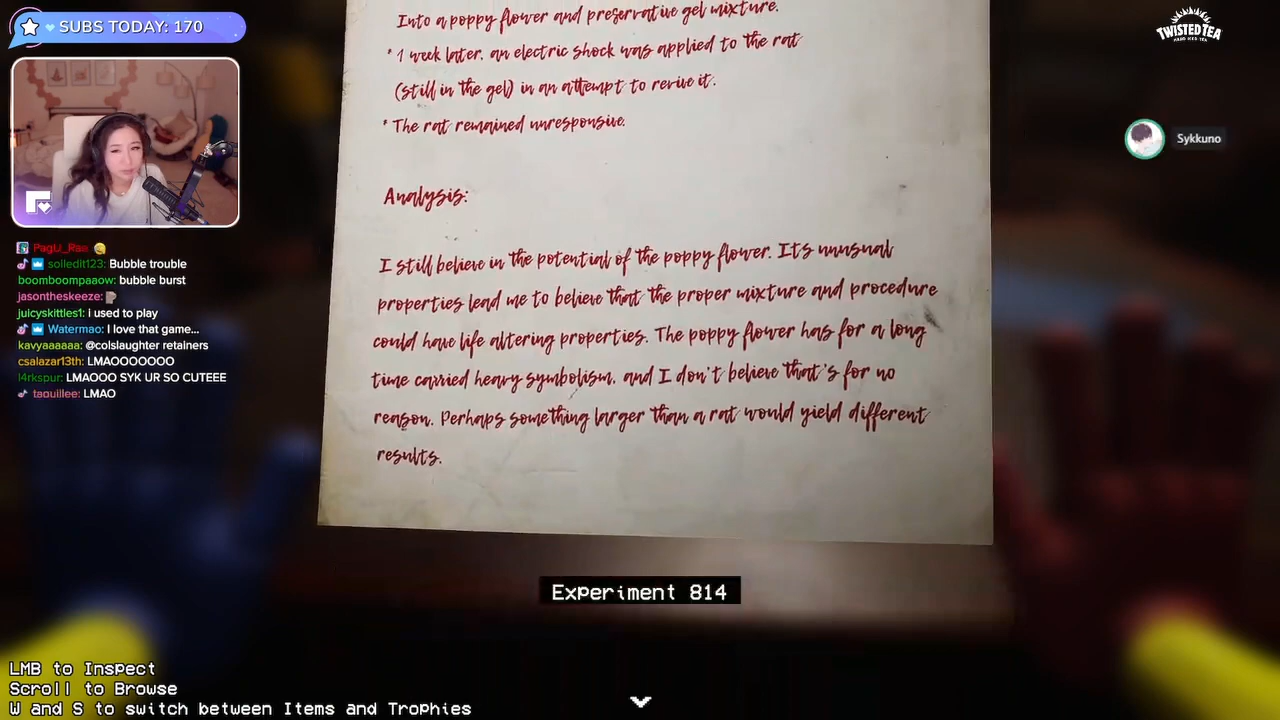 SUBS TODAY: 170
TWISTED TEA
Sykkuno
Into a poppy flower and preservative gel mixture.
* 1 week later, an electric shock was applied to the rat
(still in the gel) in an attempt to revive it.
* The rat remained unresponsive.
Analysis:
I still believe in the potential of the poppy flower. It's unusual
properties lead me to believe that the proper mixture and procedure
could have life altering properties. The poppy flower has for a long
time carried heavy symbolism, and I don't believe that's for no
reason. Perhaps something larger than a rat would yield different
results.
PagU_Rae
solledit123: Bubble trouble
boomboompaaow: bubble burst
jasontheskeeze:
juicyskittles1: i used to play
Watermao: I love that game...
kavyaaaaaa: @colslaughter retainers
csalazar13th: LMAOOOOOOO
l4rkspur: LMAOOO SYK UR SO CUTEEE
taouillee: LMAO
Experiment 814
LMB to Inspect
Scroll to Browse
W and S to switch between Items and Trophies